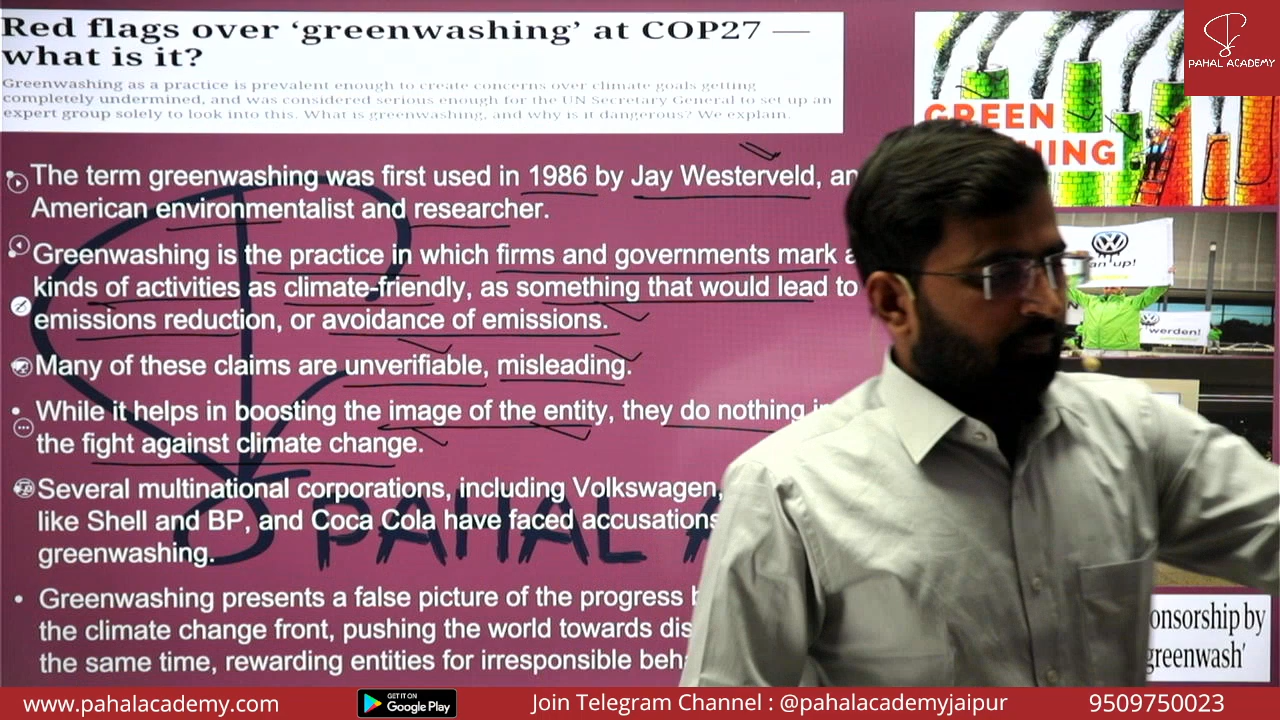 Red flags over ‘greenwashing’ at COP27 —
what is it?
Greenwashing as a practice is prevalent enough to create concerns over climate goals getting
completely undermined, and was considered serious enough for the UN Secretary General to set up an
expert group solely to look into this. What is greenwashing, and why is it dangerous? We explain.
GREEN
HING
PAHAL ACADEMY
The term greenwashing was first used in 1986 by Jay Westerveld, an
American environmentalist and researcher.
Greenwashing is the practice in which firms and governments mark
kinds of activities as climate-friendly, as something that would lead to
emissions reduction, or avoidance of emissions.
• Many of these claims are unverifiable, misleading.
• While it helps in boosting the image of the entity, they do nothing
the fight against climate change.
Several multinational corporations, including Volkswagen,
like Shell and BP, and Coca Cola have faced accusations
greenwashing.
• Greenwashing presents a false picture of the progress
the climate change front, pushing the world towards
the same time, rewarding entities for irresponsible
PAHAL
an up!
werden!
onsorship by
greenwash’
www.pahalacademy.com
GET IT ON
Google Play
Join Telegram Channel : @pahalacademyjaipur
9509750023